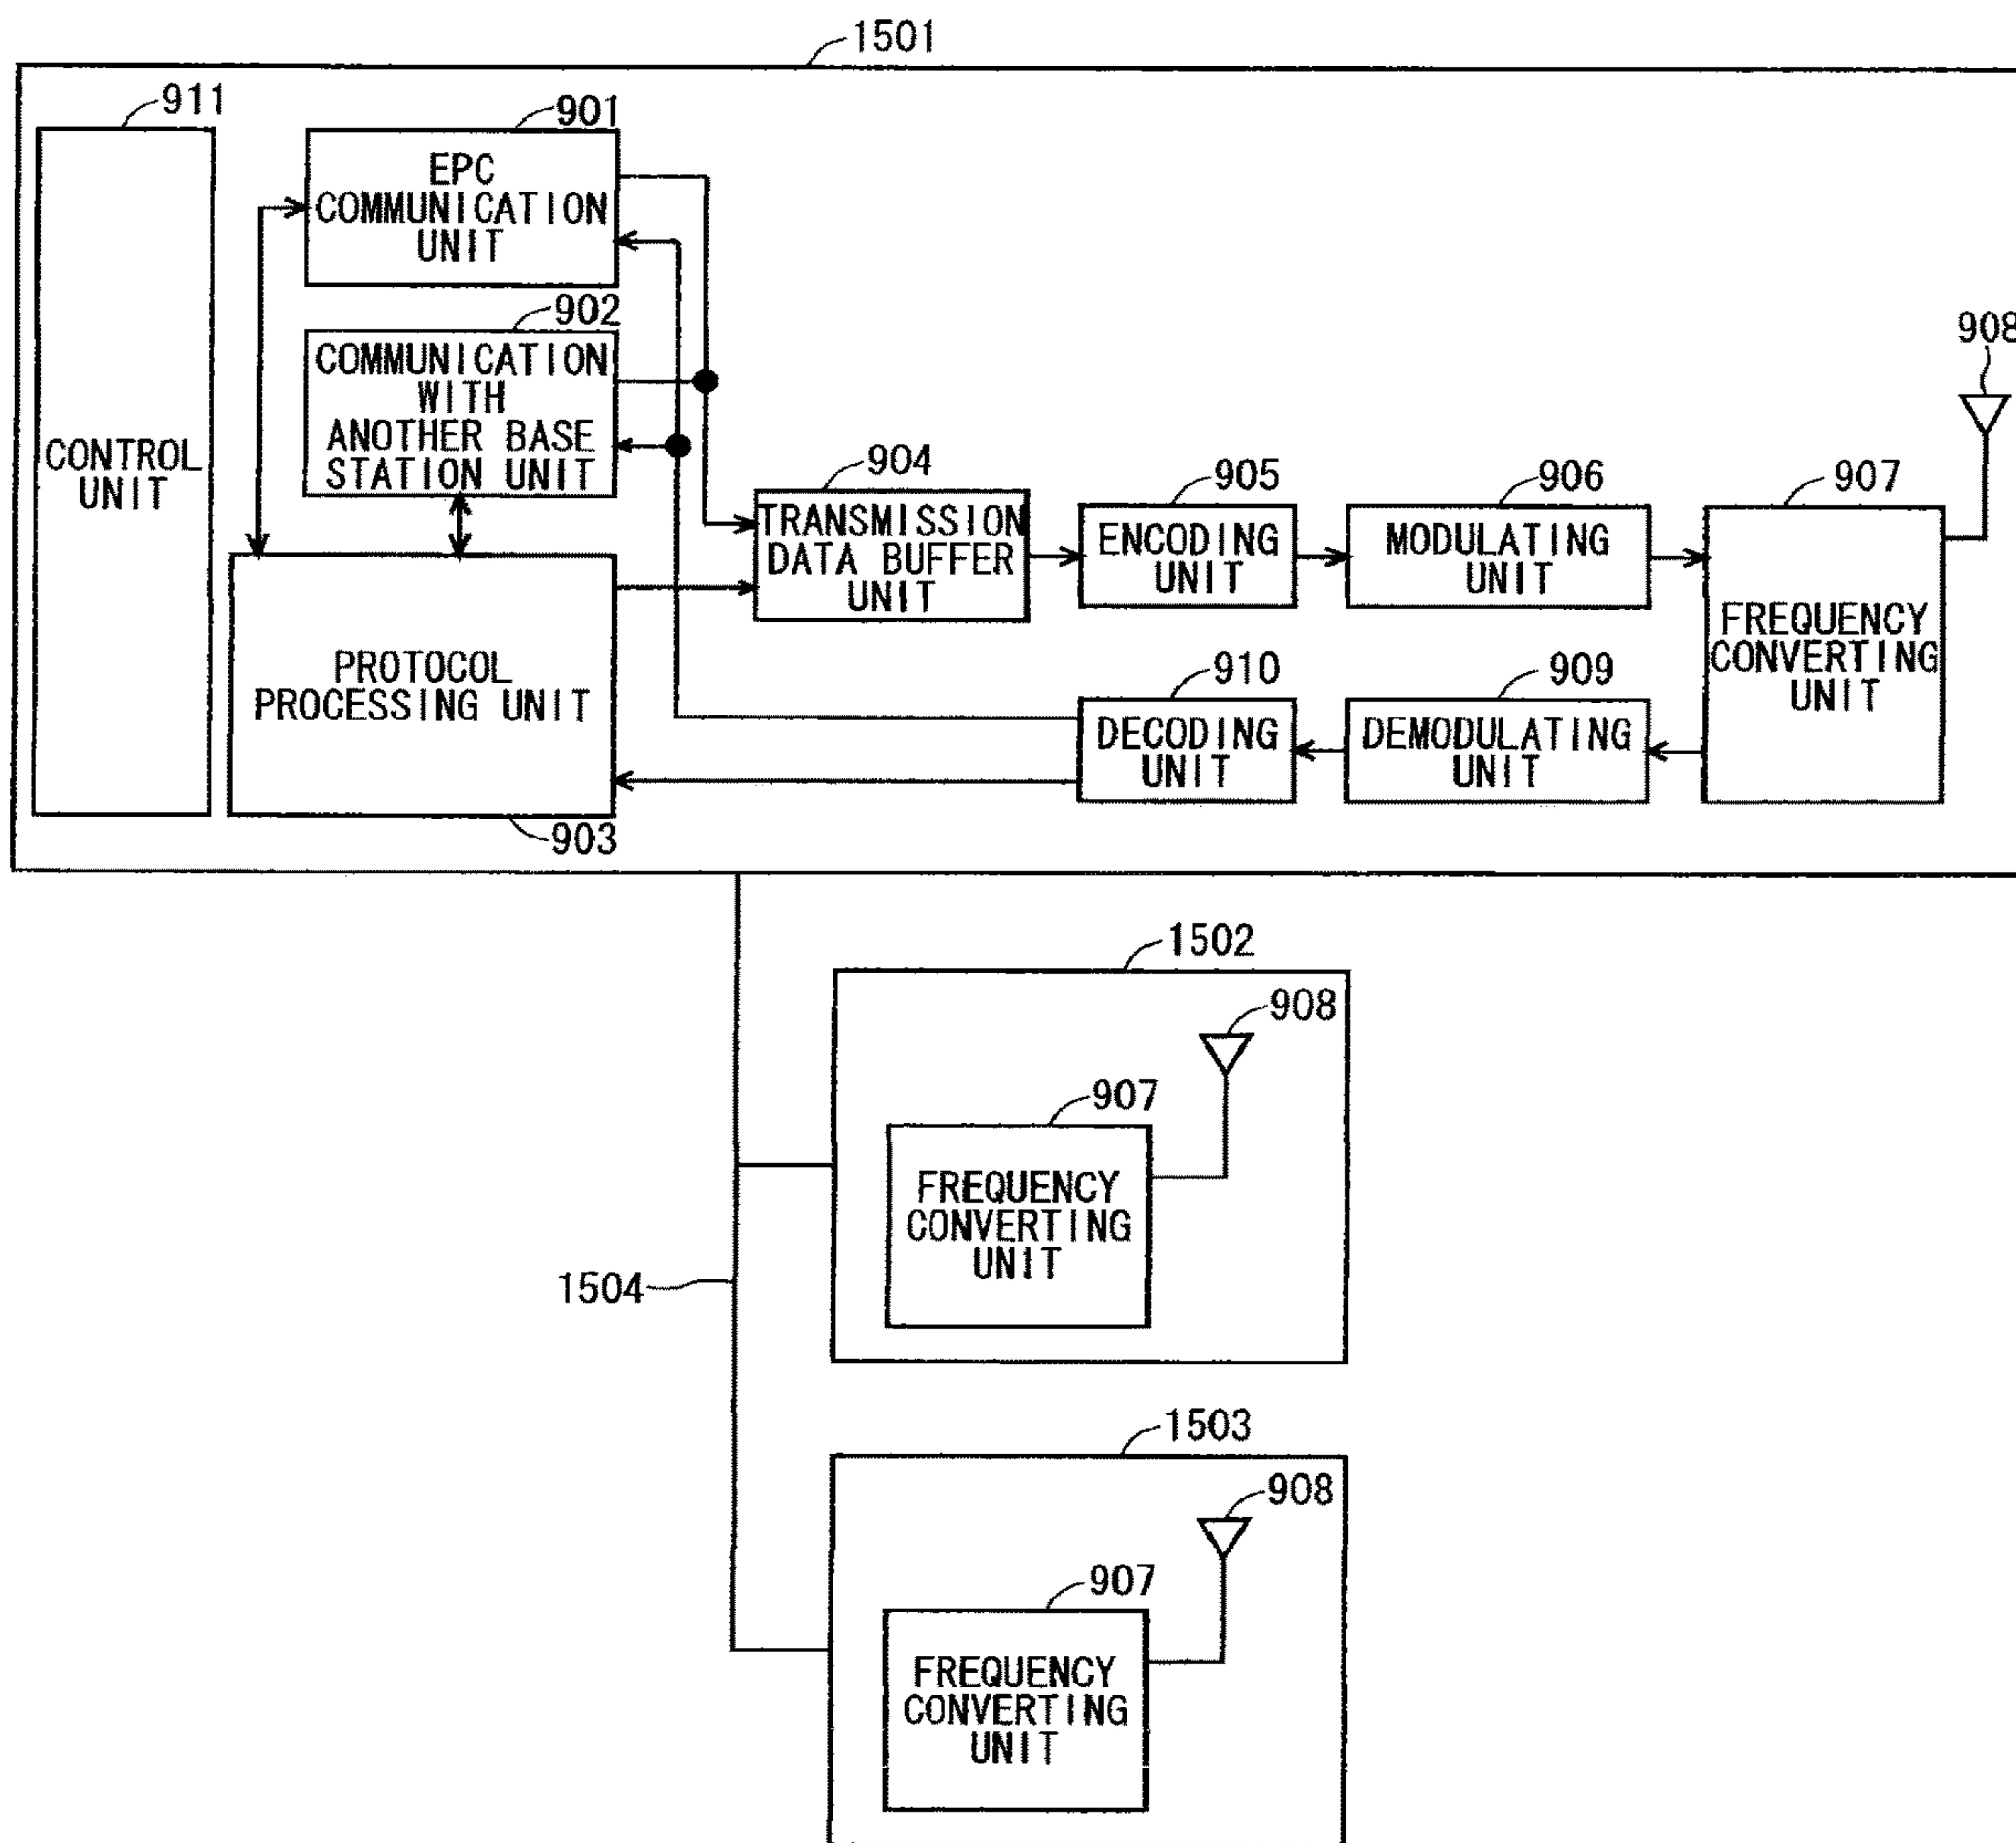 1501
911
901
EPC
COMMUNICATION
UNIT
902
COMMUNICATION
WITH
ANOTHER BASE
STATION UNIT
CONTROL
UNIT
908
904
TRANSMISSION
DATA BUFFER
UNIT
905
ENCODING
UNIT
906
MODULATING
UNIT
907
FREQUENCY
CONVERTING
UNIT
PROTOCOL
PROCESSING UNIT
903
910
DECODING
UNIT
909
DEMODULATING
UNIT
1502
908
907
FREQUENCY
CONVERTING
UNIT
1504
1503
908
907
FREQUENCY
CONVERTING
UNIT